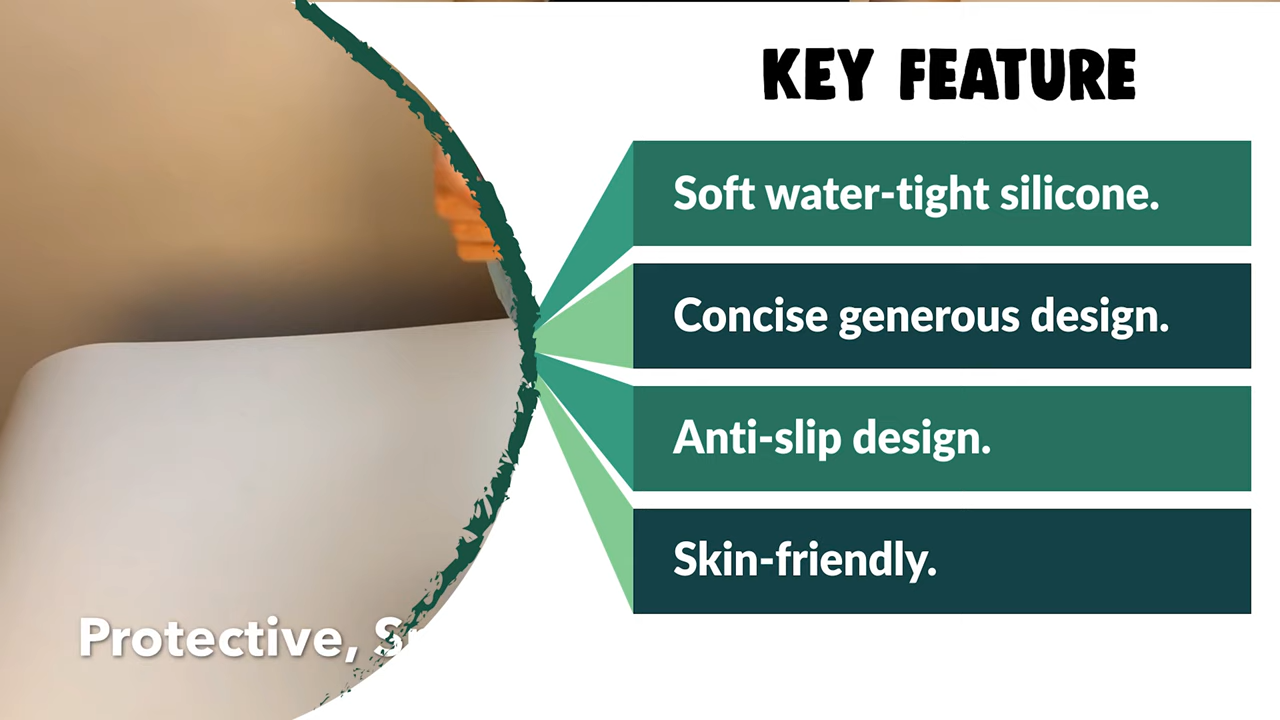 KEY FEATURE
Soft water-tight silicone.
Concise generous design.
Anti-slip design.
Skin-friendly.
Protective,